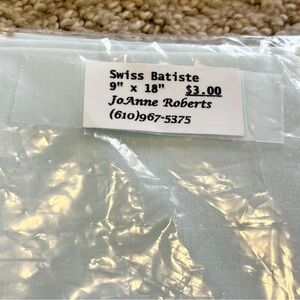 Swiss Batiste
9" x 18" $3.00
JoAnne Roberts
(610)967-5375